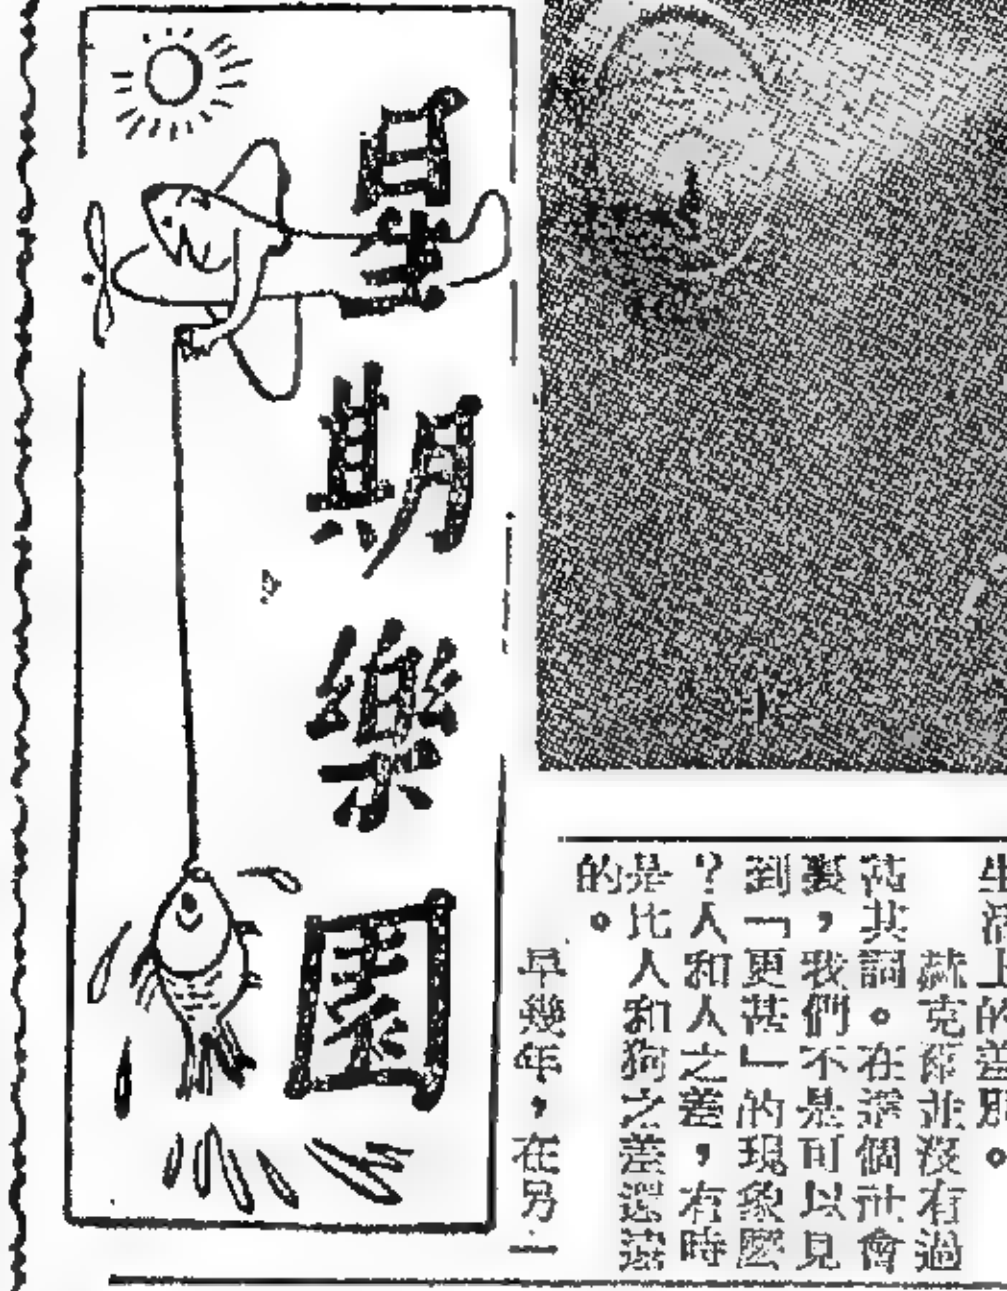 星期樂園
生活上的差別。
赫克爾並沒有過
其詞。在這個社會
裏，我們不是可以見
到「更甚」的現象麽
？人和人之差，有時
是比人和狗之差還遠
的。
早幾年，在另一